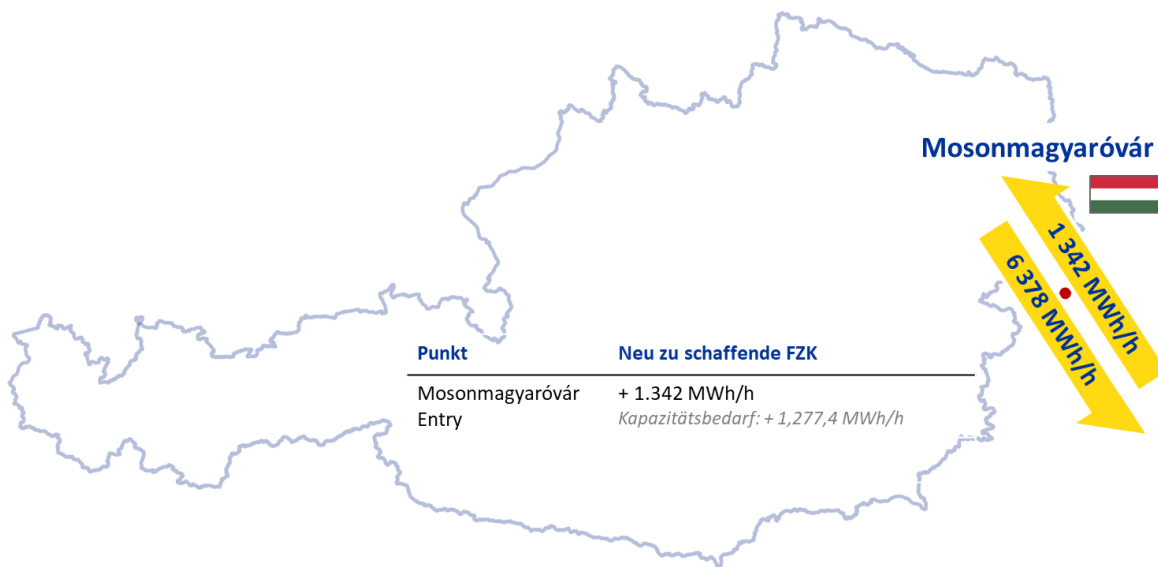 Mosonmagyaróvár
1 342 MWh/h
6 378 MWh/h
Punkt Neu zu schaffende FZK
Mosonmagyaróvár + 1.342 MWh/h
Entry Kapazitätsbedarf: + 1,277,4 MWh/h